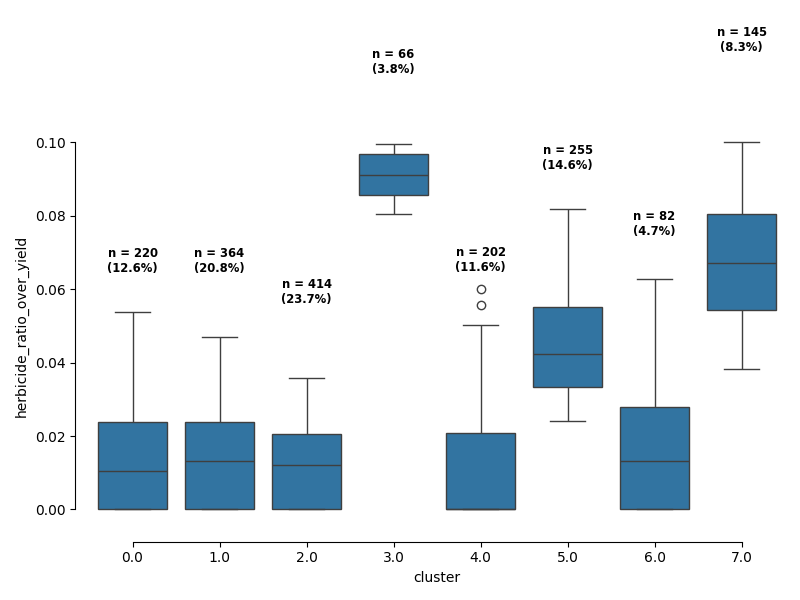 n = 145
(8.3%)
n = 66
(3.8%)
n = 255
(14.6%)
n = 82
(4.7%)
n = 220
(12.6%)
n = 364
(20.8%)
n = 202
(11.6%)
n = 414
(23.7%)
0.10
0.08
0.06
0.04
0.02
0.00
herbicide_ratio_over_yield
0.0 1.0 2.0 3.0 4.0 5.0 6.0 7.0
cluster